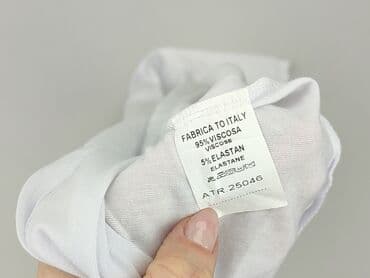 FABRICA TO ITALY
95% VISCOSA
VISCOSE
5% ELASTAN
ELASTANE
ATR 25046